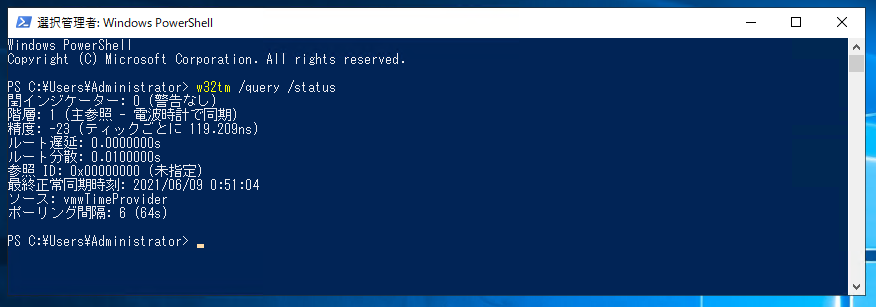 選択管理者: Windows PowerShell
Windows PowerShell
Copyright (C) Microsoft Corporation. All rights reserved.
PS C:¥Users¥Administrator> w32tm /query /status
閏インジケーター: 0 (警告なし)
階層: 1 (主参照 - 電波時計で同期)
精度: -23 (ティックごとに 119.209ns)
ルート遅延: 0.0000000s
ルート分散: 0.0100000s
参照 ID: 0x00000000 (未指定)
最終正常同期時刻: 2021/06/09 0:51:04
ソース: vmwTimeProvider
ポーリング間隔: 6 (64s)
PS C:¥Users¥Administrator>